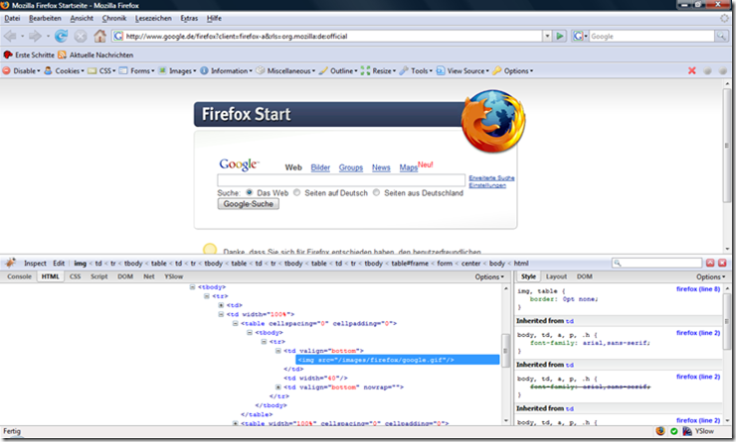 Mozilla Firefox Startseite - Mozilla Firefox
Datei Bearbeiten Ansicht Chronik Lesezeichen Extras Hilfe
http://www.google.de/firefox?client=firefox-a&rls=org.mozilla:de:official Google
Erste Schritte Aktuelle Nachrichten
Disable Cookies CSS Forms Images Information Miscellaneous Outline Resize Tools View Source Options
Firefox Start
Google Web Bilder Groups News Maps Neu!
Erweiterte Suche
Einstellungen
Suche: Das Web Seiten auf Deutsch Seiten aus Deutschland
Google-Suche
Danke, dass Sie sich für Firefox entschieden haben, den benutzerfreundlichen
Inspect Edit img < td < tr < tbody < table < td < tr < tbody < table < td < tr < tbody < table < td < tr < tbody < table#frame < form < center < body < html
Console HTML CSS Script DOM Net YSlow Options
<tbody>
<tr>
<td>
<td width="100%">
<table cellspacing="0" cellpadding="0">
<tbody>
<tr>
<td valign="bottom">
<img src="/images/firefox/google.gif"/>
</td>
<td width="40"/>
<td valign="bottom" nowrap="">
</tr>
</tbody>
</table>
<table width="100%" cellspacing="0" cellpadding="0">
Style Layout DOM Options
img, table { firefox (line 8)
border: 0pt none;
}
Inherited from td
body, td, a, p, .h { firefox (line 2)
font-family: arial,sans-serif;
}
Inherited from td
body, td, a, p, .h { firefox (line 2)
font-family: arial,sans-serif;
}
Inherited from td
body, td, a, p, .h { firefox (line 2)
Fertig YSlow